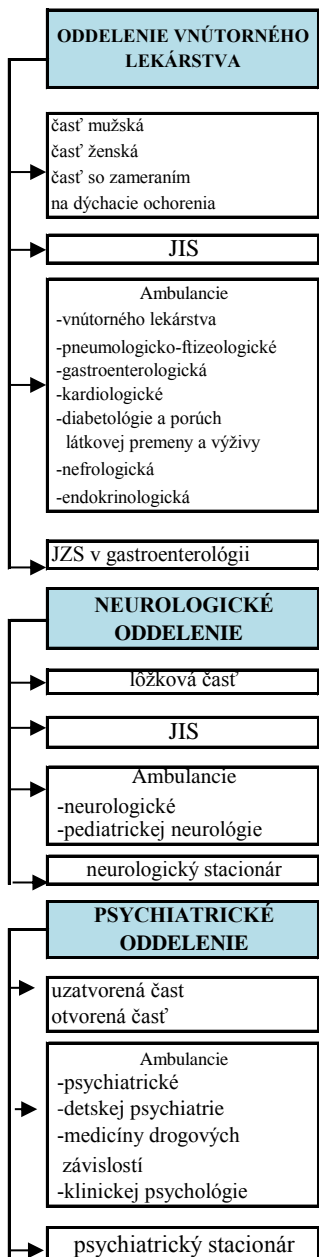 ODDELENIE VNÚTORNÉHO
LEKÁRSTVA
časť mužská
časť ženská
časť so zameraním
na dýchacie ochorenia
JIS
Ambulancie
-vnútorného lekárstva
-pneumologicko-ftizeologické
-gastroenterologická
-kardiologické
-diabetológie a porúch
látkovej premeny a výživy
-nefrologická
-endokrinologická
JZS v gastroenterológii
NEUROLOGICKÉ
ODDELENIE
lôžková časť
JIS
Ambulancie
-neurologické
-pediatrickej neurológie
neurologický stacionár
PSYCHIATRICKÉ
ODDELENIE
uzatvorená čast
otvorená časť
Ambulancie
-psychiatrické
-detskej psychiatrie
-medicíny drogových
závislostí
-klinickej psychológie
psychiatrický stacionár